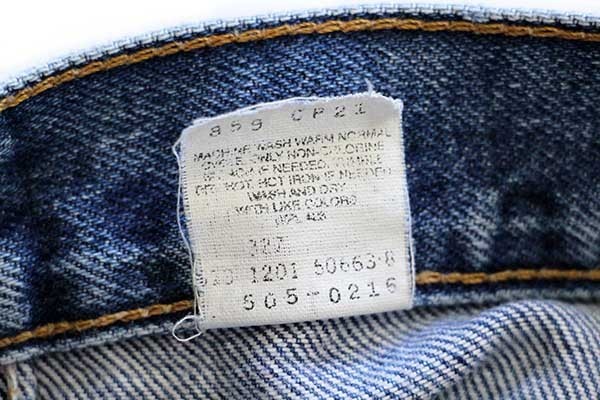 859 CP21
MACHINE WASH WARM NORMAL
CYCLE ONLY NON-CHLORINE
IF NEEDED. TUMBLE
DRY HOT. HOT IRON IF NEEDED
WASH AND DRY
WITH LIKE COLORS
1201 50663-8
505-0216